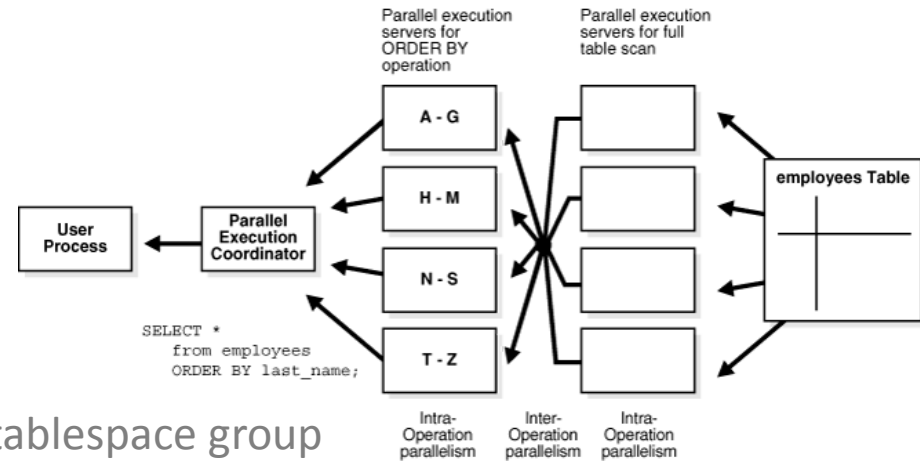 Parallel execution
servers for
ORDER BY
operation
Parallel execution
servers for full
table scan
A - G
H - M
N - S
T - Z
employees Table
User
Process
Parallel
Execution
Coordinator
SELECT *
from employees
ORDER BY last_name;
tablespace group
Intra-
Operation
parallelism
Inter-
Operation
parallelism
Intra-
Operation
parallelism